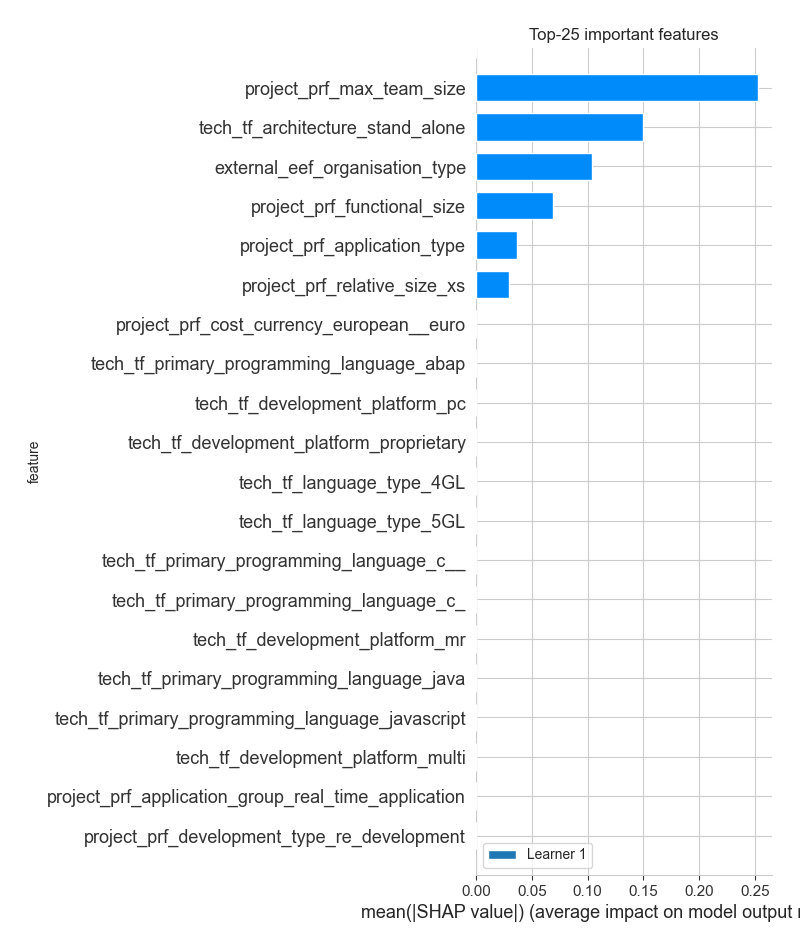 Top-25 important features
project_prf_max_team_size
tech_tf_architecture_stand_alone
external_eef_organisation_type
project_prf_functional_size
project_prf_application_type
project_prf_relative_size_xs
project_prf_cost_currency_european__euro
tech_tf_primary_programming_language_abap
tech_tf_development_platform_pc
tech_tf_development_platform_proprietary
tech_tf_language_type_4GL
tech_tf_language_type_5GL
tech_tf_primary_programming_language_c__
tech_tf_primary_programming_language_c_
tech_tf_development_platform_mr
tech_tf_primary_programming_language_java
tech_tf_primary_programming_language_javascript
tech_tf_development_platform_multi
project_prf_application_group_real_time_application
project_prf_development_type_re_development
feature
Learner 1
0.00 0.05 0.10 0.15 0.20 0.25
mean(|SHAP value|) (average impact on model output